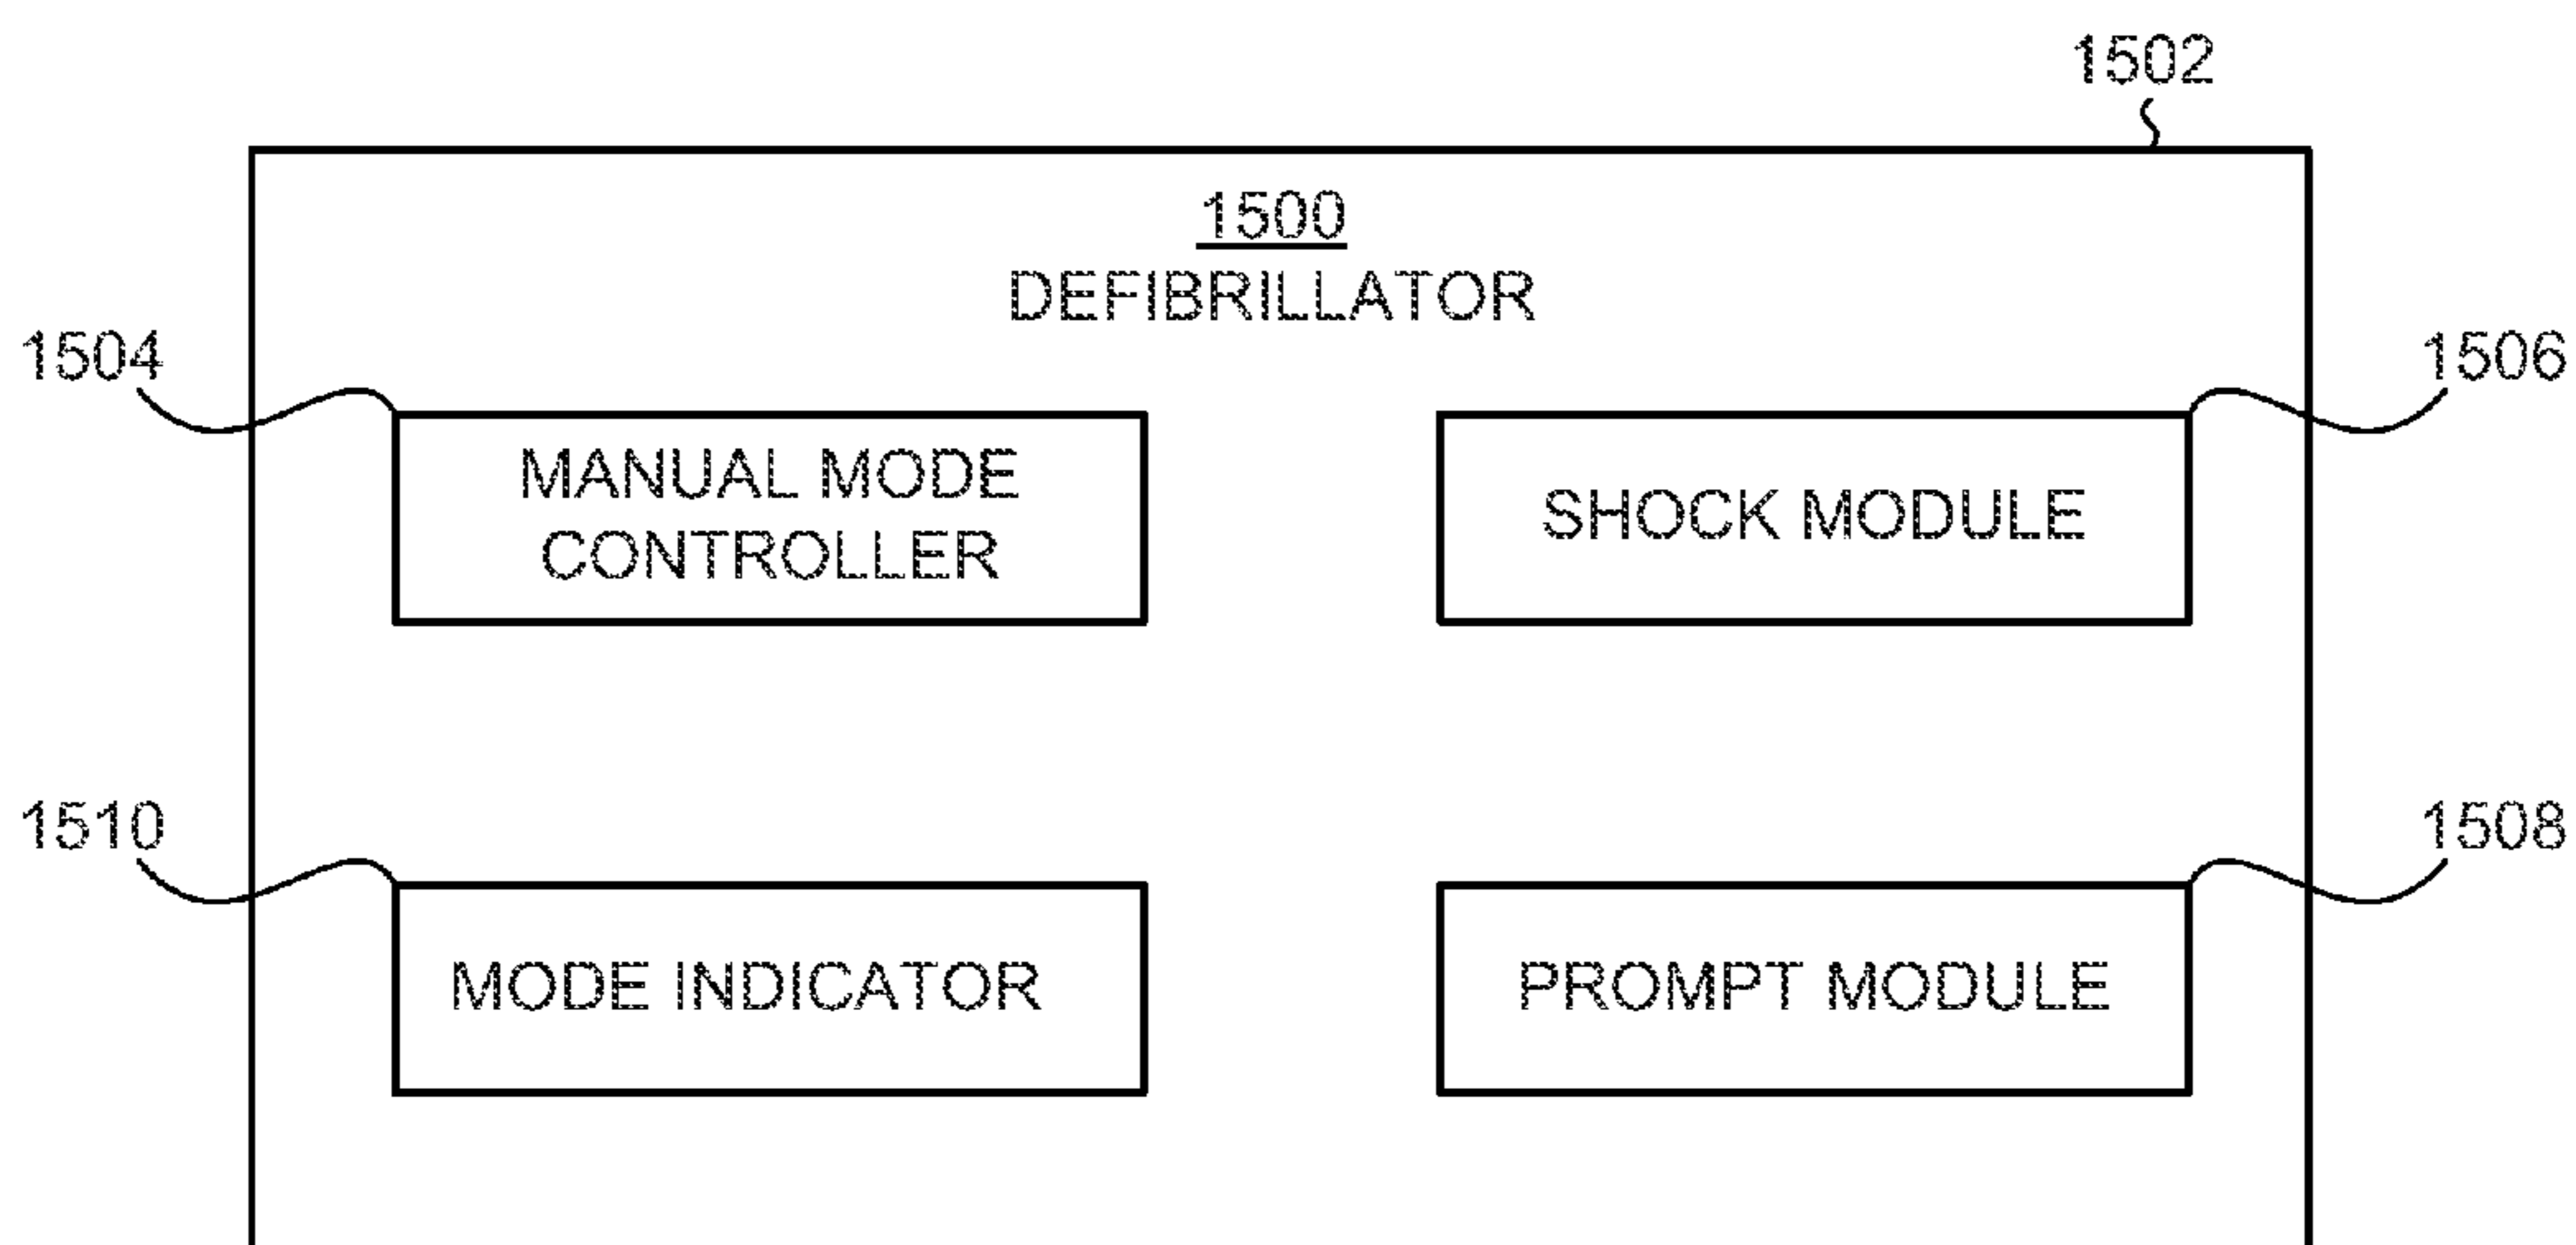 1502
1500
DEFIBRILLATOR
1504
1506
MANUAL MODE
CONTROLLER
SHOCK MODULE
1510
1508
MODE INDICATOR
PROMPT MODULE